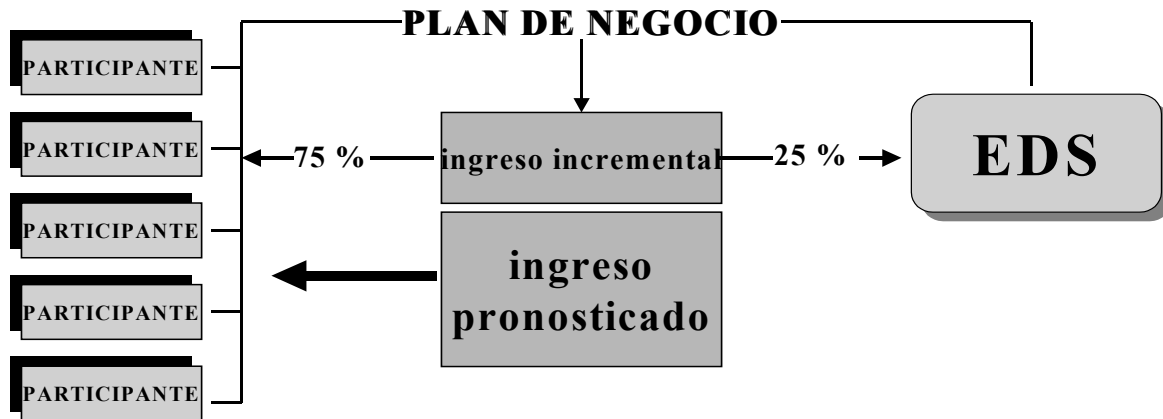 PLAN DE NEGOCIO
PARTICIPANTE
PARTICIPANTE
PARTICIPANTE
PARTICIPANTE
PARTICIPANTE
75 %
ingreso incremental
25 %
EDS
ingreso
pronosticado